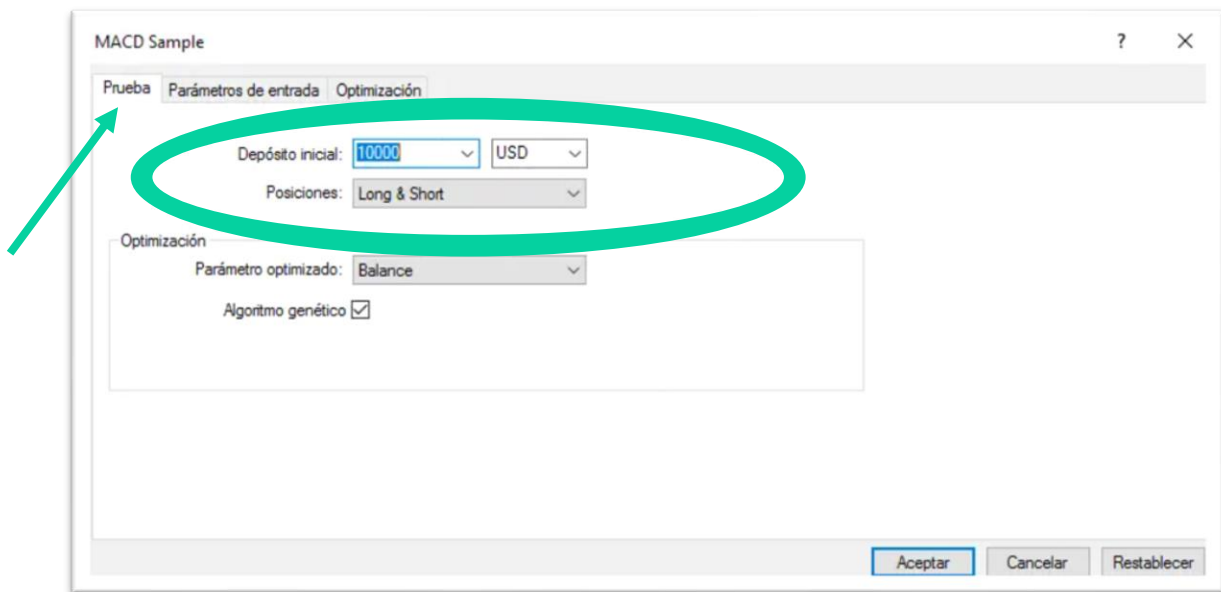 MACD Sample ?
Prueba Parámetros de entrada Optimización
Depósito inicial: 10000 USD
Posiciones: Long & Short
Optimización
Parámetro optimizado: Balance
Algoritmo genético
Aceptar Cancelar Restablecer